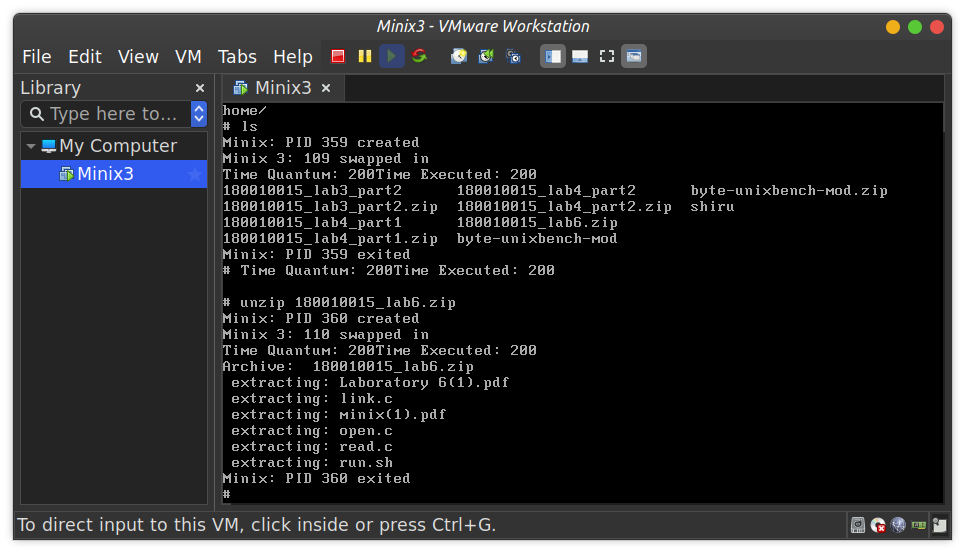 Minix3 - VMware Workstation
File Edit View VM Tabs Help
Library
Minix3
Type here to...
My Computer
Minix3
home/
# ls
Minix: PID 359 created
Minix 3: 109 swapped in
Time Quantum: 200Time Executed: 200
180010015_lab3_part2 180010015_lab4_part2 byte-unixbench-mod.zip
180010015_lab3_part2.zip 180010015_lab4_part2.zip shiru
180010015_lab4_part1 180010015_lab6.zip
180010015_lab4_part1.zip byte-unixbench-mod
Minix: PID 359 exited
# Time Quantum: 200Time Executed: 200
# unzip 180010015_lab6.zip
Minix: PID 360 created
Minix 3: 110 swapped in
Time Quantum: 200Time Executed: 200
Archive: 180010015_lab6.zip
extracting: Laboratory 6(1).pdf
extracting: link.c
extracting: minix(1).pdf
extracting: open.c
extracting: read.c
extracting: run.sh
Minix: PID 360 exited
#
To direct input to this VM, click inside or press Ctrl+G.